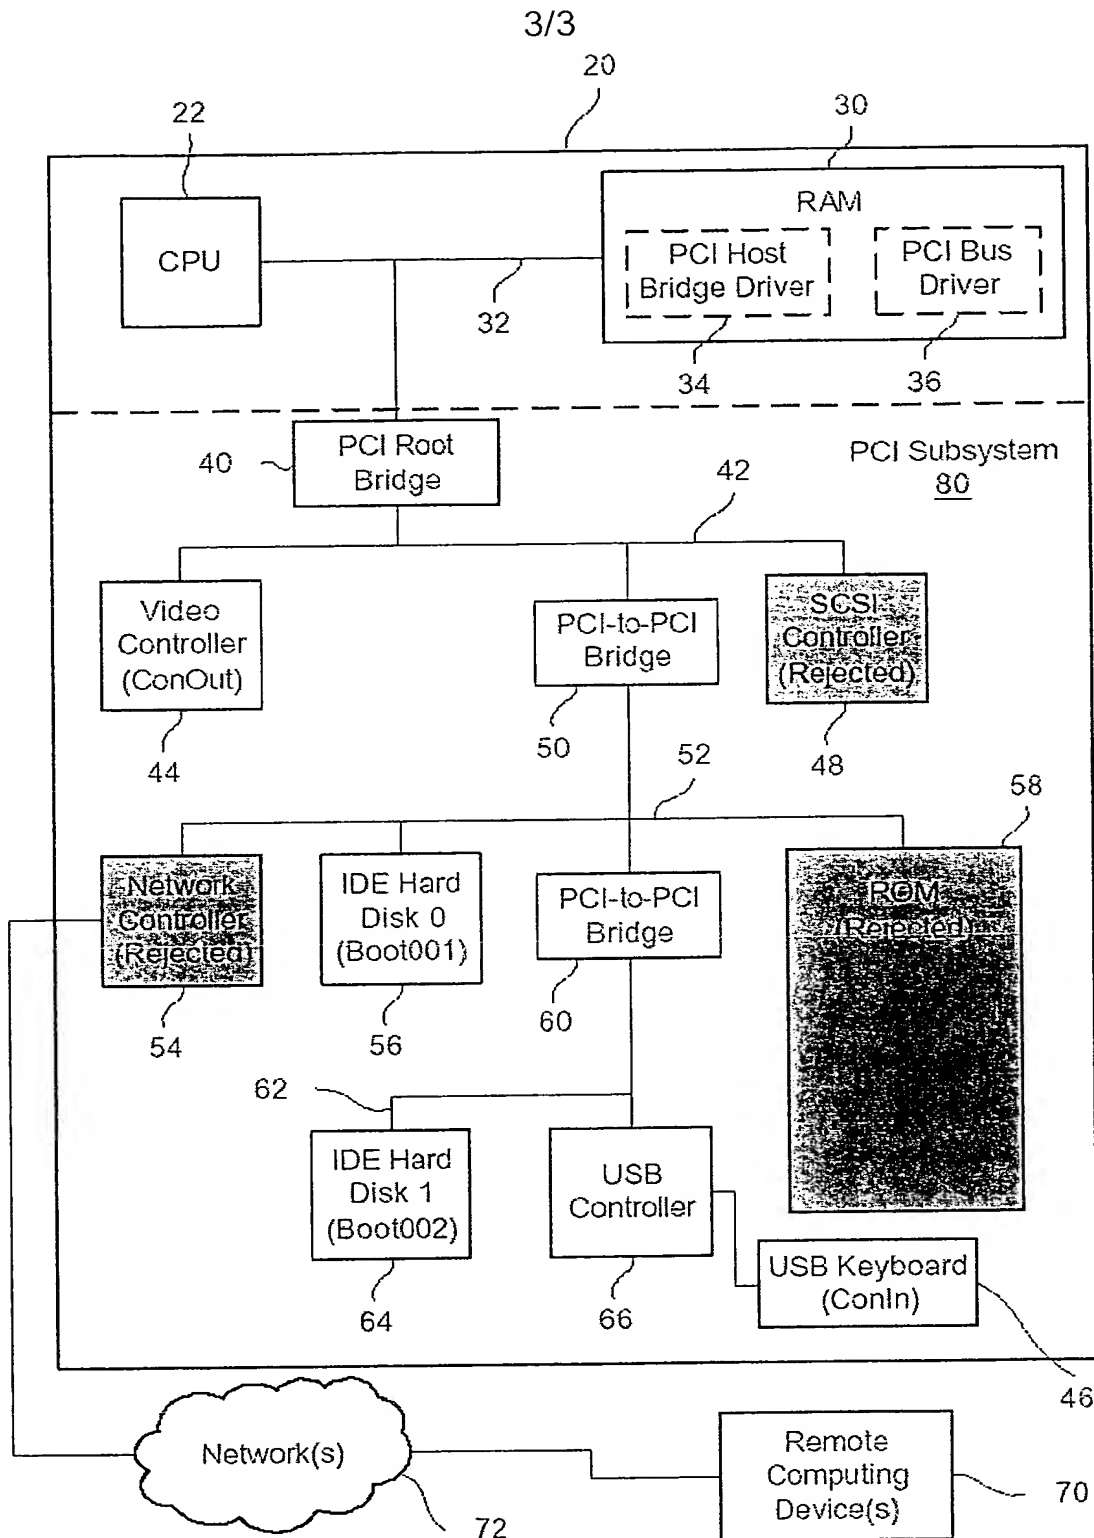 3/3
20
22
30
CPU
RAM
PCI Host
Bridge Driver
PCI Bus
Driver
32
34
36
40
PCI Root
Bridge
PCI Subsystem
80
42
Video
Controller
(ConOut)
PCI-to-PCI
Bridge
SCSI
Controller
(Rejected)
44
50
48
52
58
Network
Controller
(Rejected)
IDE Hard
Disk 0
(Boot001)
PCI-to-PCI
Bridge
ROM
(Rejected)
54
56
60
62
IDE Hard
Disk 1
(Boot002)
USB
Controller
USB Keyboard
(ConIn)
64
66
46
Network(s)
Remote
Computing
Device(s)
70
72